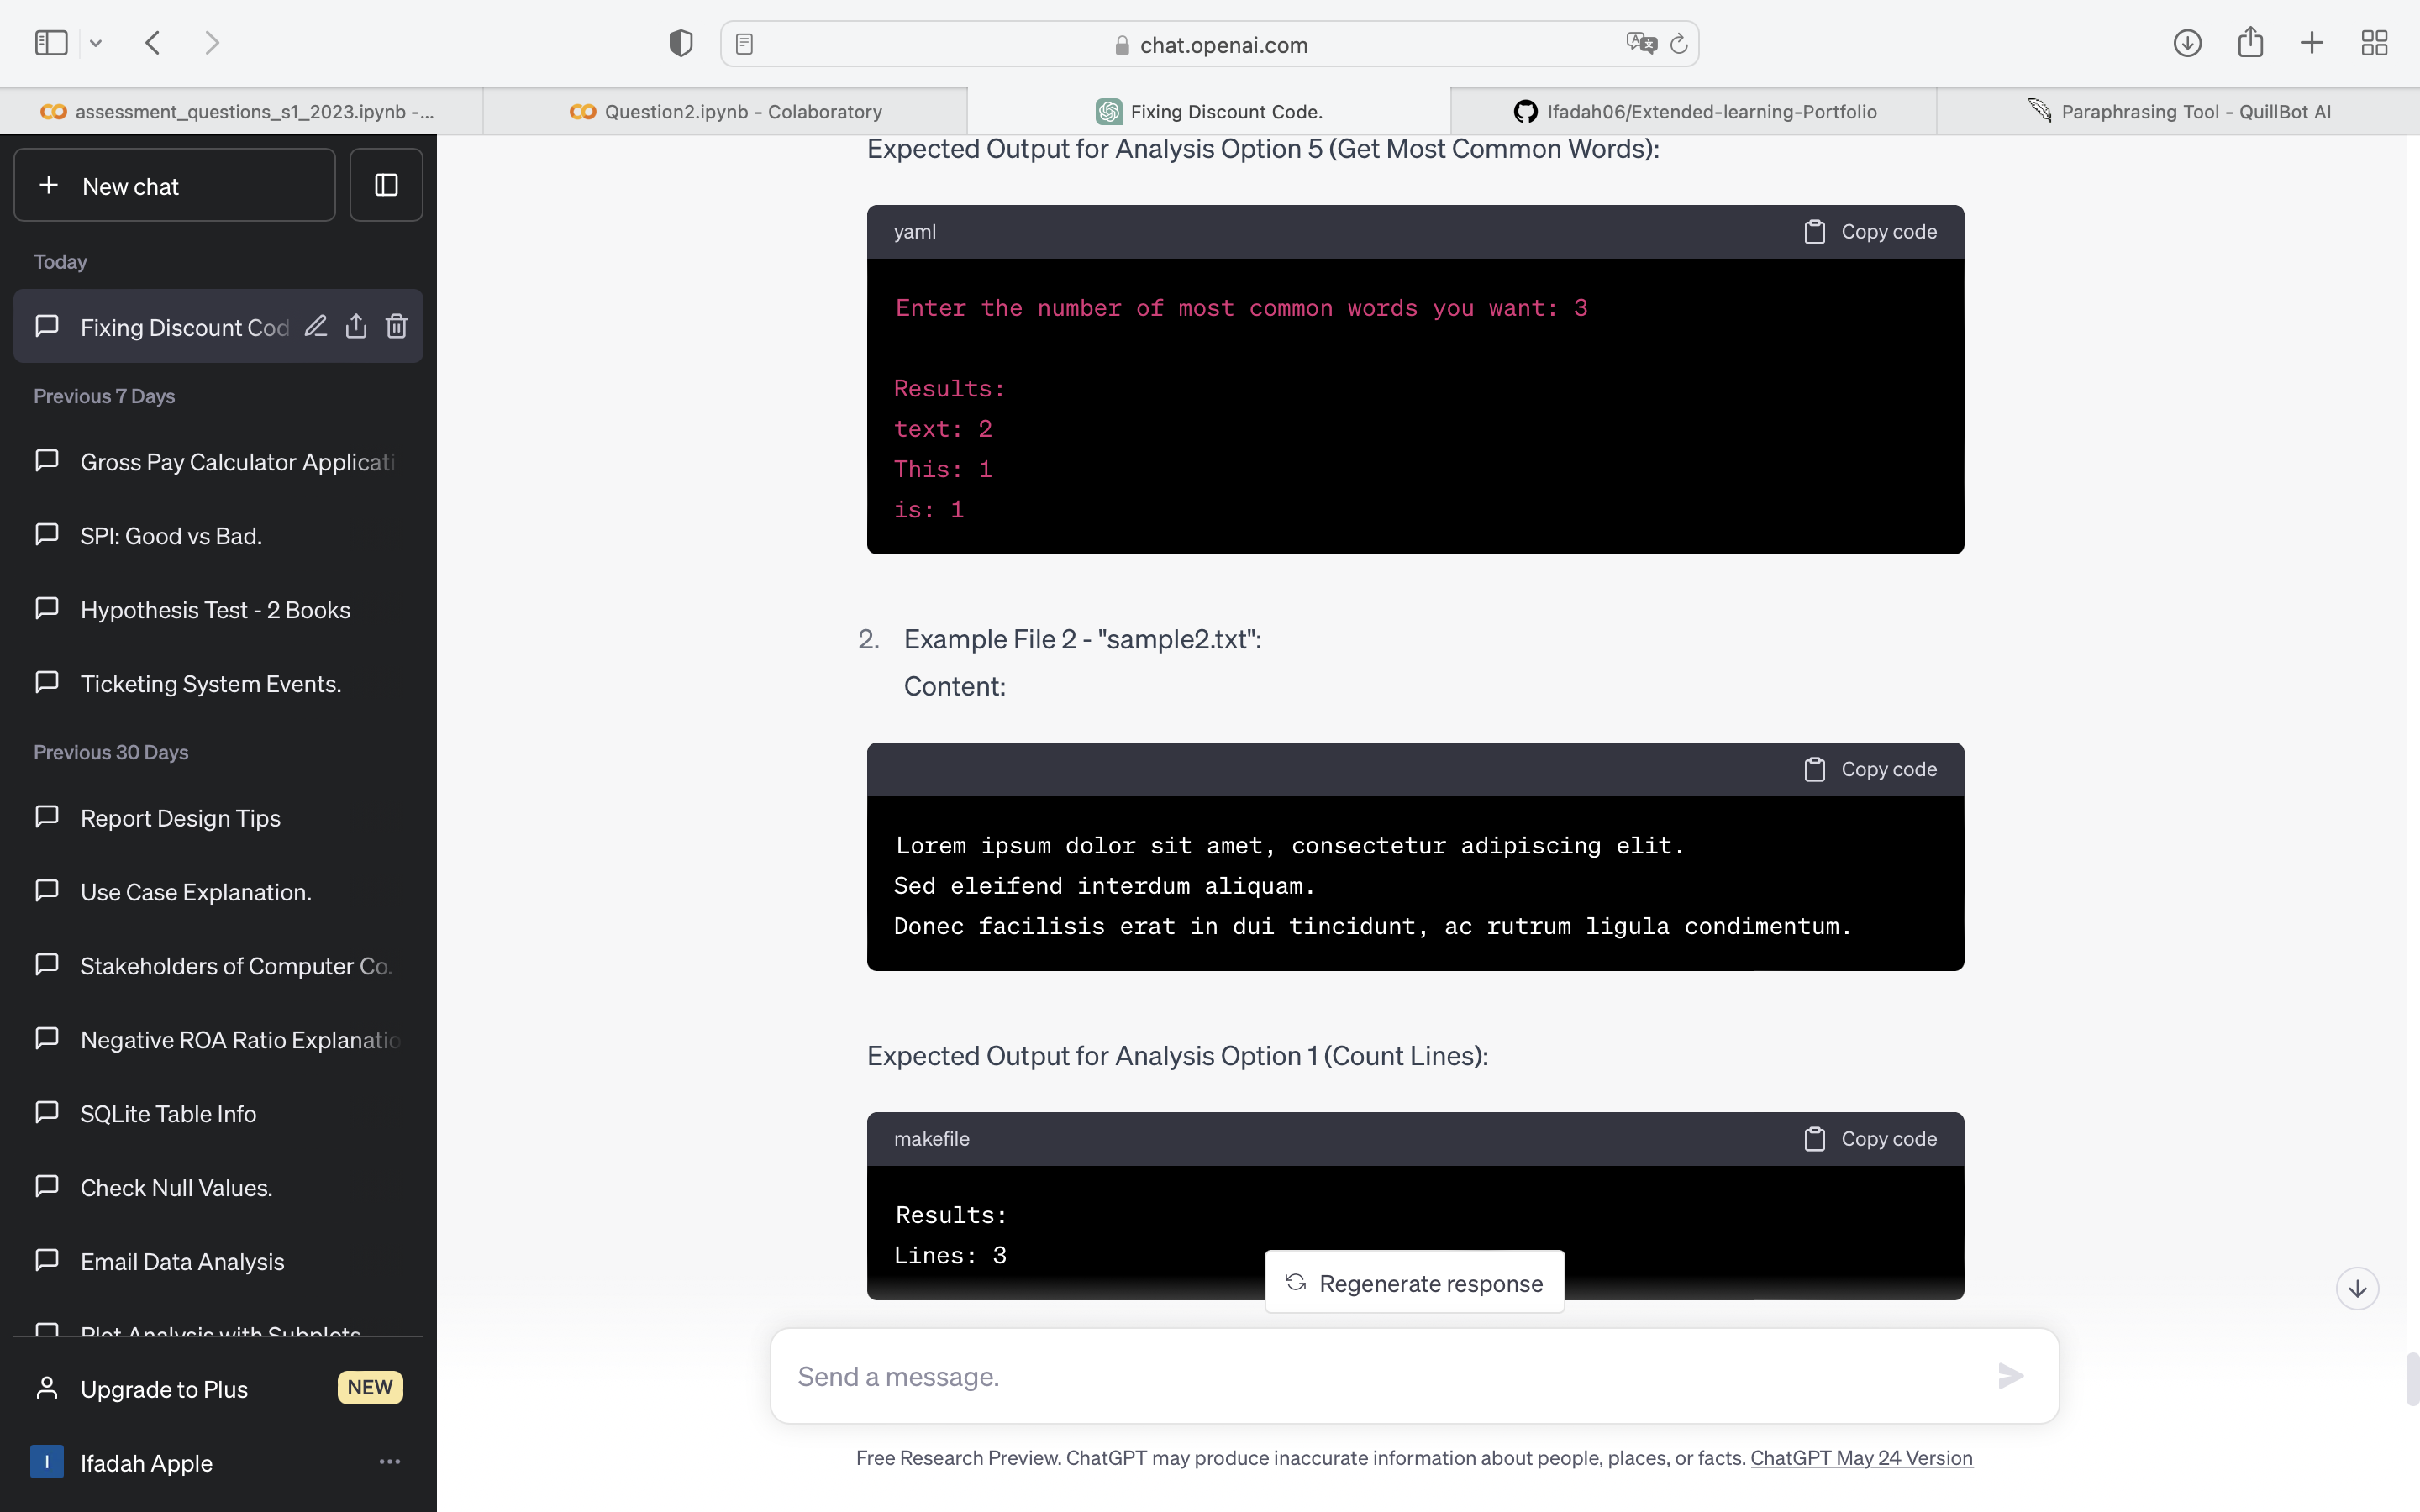 chat.openai.com
assessment_questions_s1_2023.ipynb -...
Question2.ipynb - Colaboratory
Fixing Discount Code.
Ifadah06/Extended-learning-Portfolio
Paraphrasing Tool - QuillBot AI
New chat
Today
Fixing Discount Cod
Previous 7 Days
Gross Pay Calculator Applicati
SPI: Good vs Bad.
Hypothesis Test - 2 Books
Ticketing System Events.
Previous 30 Days
Report Design Tips
Use Case Explanation.
Stakeholders of Computer Co.
Negative ROA Ratio Explanatio
SQLite Table Info
Check Null Values.
Email Data Analysis
Plot Analysis with Subplots
Upgrade to Plus
NEW
I
Ifadah Apple
Expected Output for Analysis Option 5 (Get Most Common Words):
yaml
Copy code
Enter the number of most common words you want: 3
Results:
text: 2
This: 1
is: 1
2. Example File 2 - "sample2.txt":
Content:
Copy code
Lorem ipsum dolor sit amet, consectetur adipiscing elit.
Sed eleifend interdum aliquam.
Donec facilisis erat in dui tincidunt, ac rutrum ligula condimentum.
Expected Output for Analysis Option 1 (Count Lines):
makefile
Copy code
Results:
Lines: 3
Regenerate response
Send a message.
Free Research Preview. ChatGPT may produce inaccurate information about people, places, or facts. ChatGPT May 24 Version